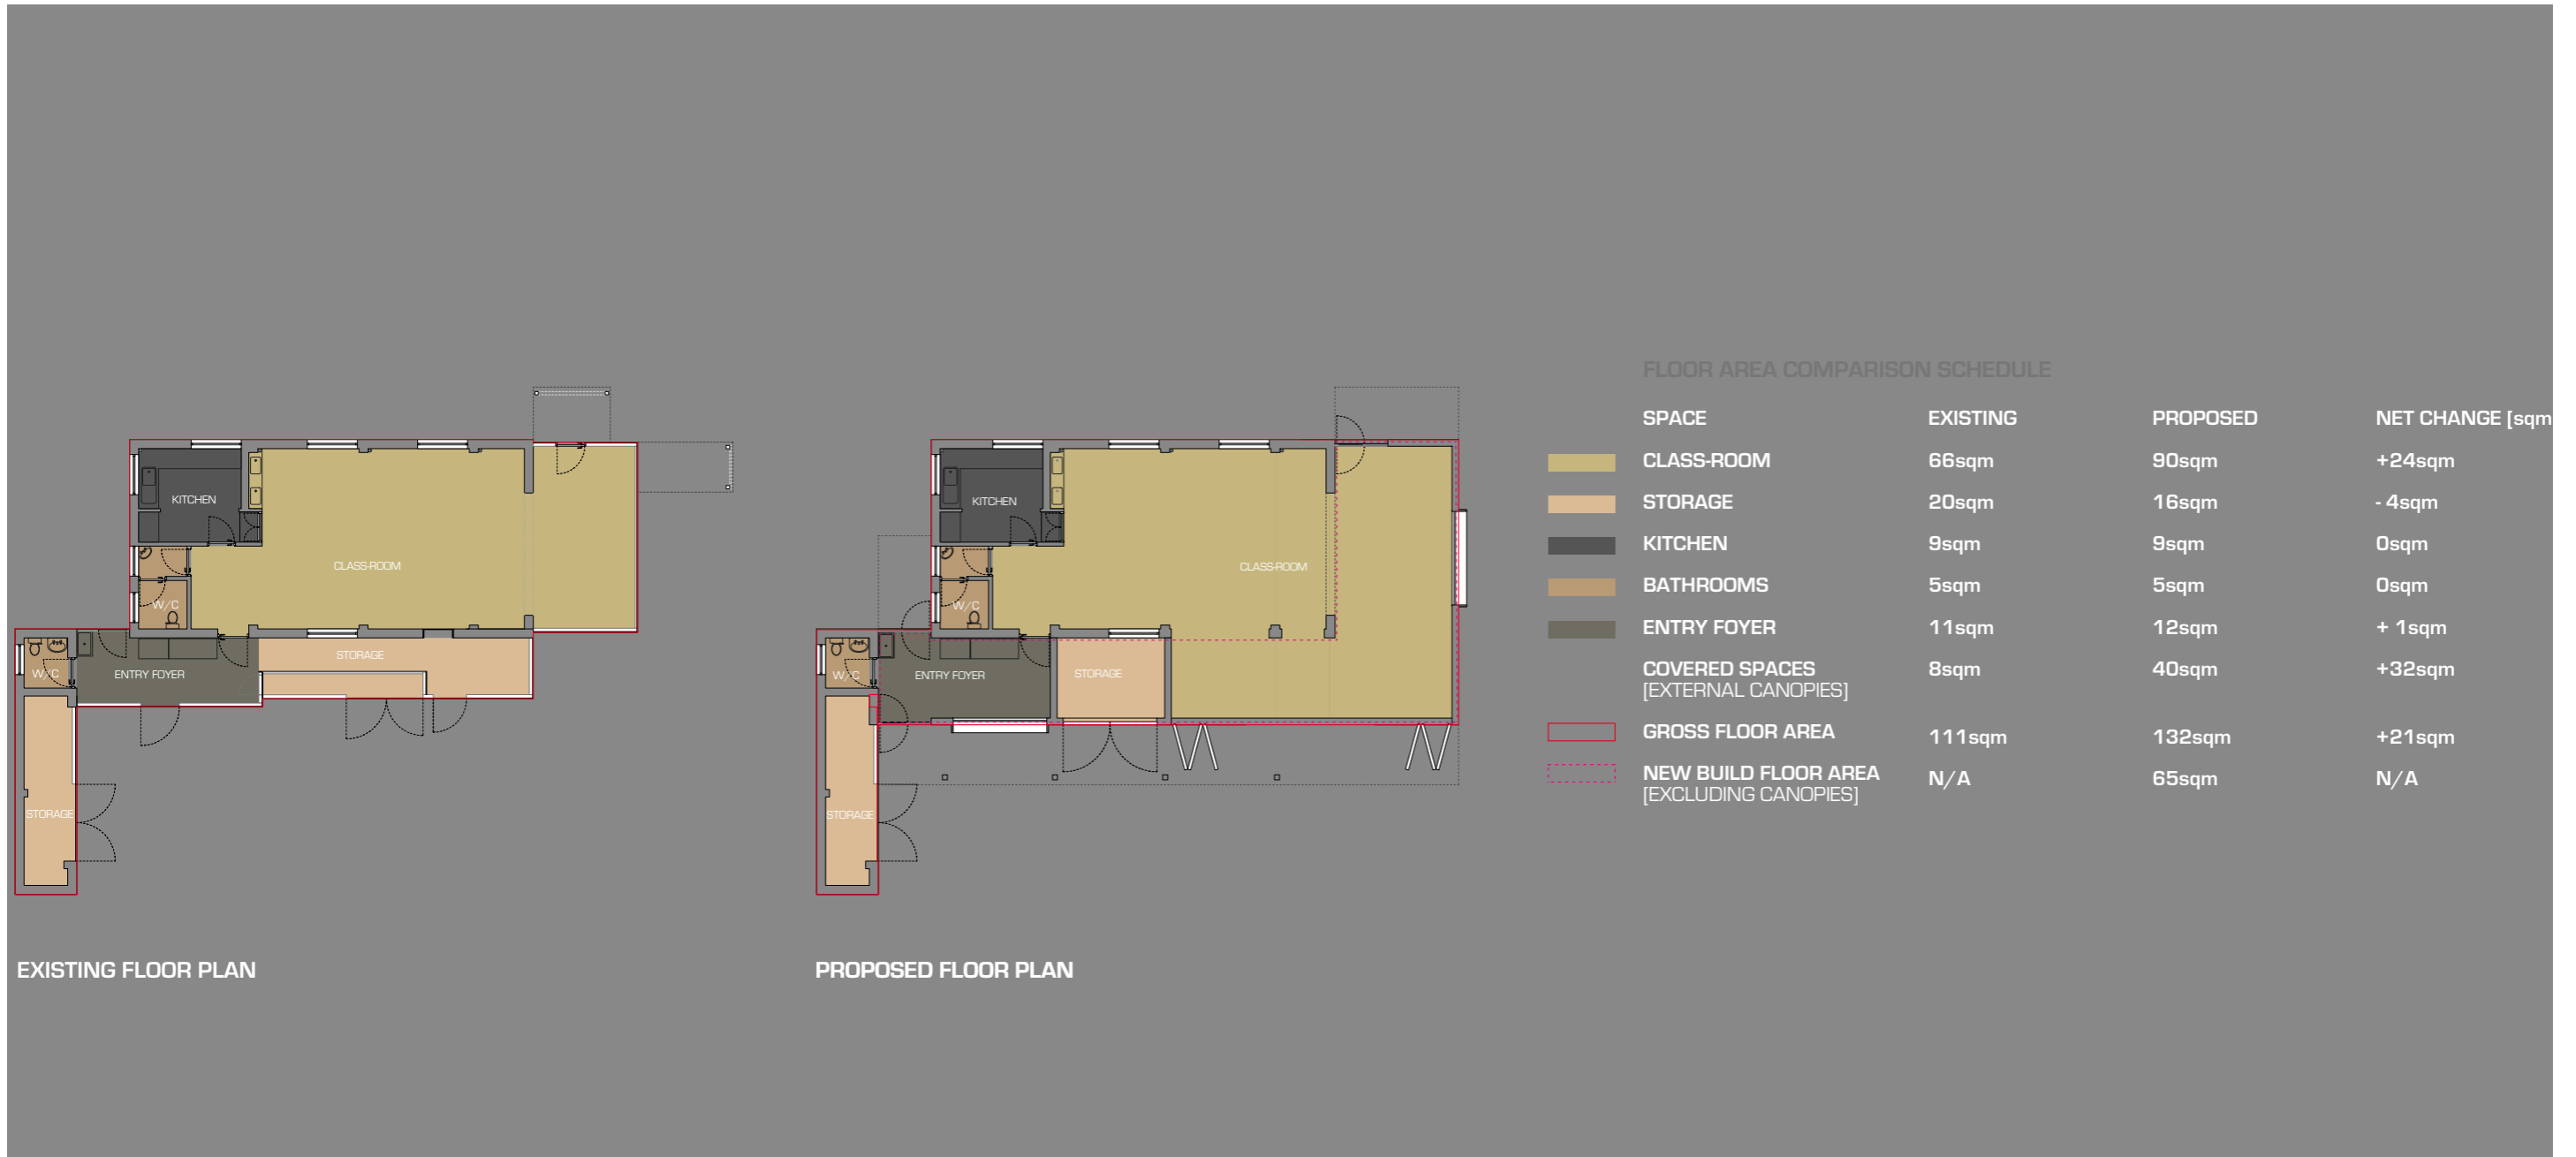 KITCHEN
CLASS-ROOM
W/C
STORAGE
W/C
ENTRY FOYER
STORAGE
EXISTING FLOOR PLAN
KITCHEN
CLASS-ROOM
W/C
W/C
ENTRY FOYER
STORAGE
STORAGE
PROPOSED FLOOR PLAN
FLOOR AREA COMPARISON SCHEDULE
SPACE EXISTING PROPOSED NET CHANGE [sqm
CLASS-ROOM 66sqm 90sqm +24sqm
STORAGE 20sqm 16sqm - 4sqm
KITCHEN 9sqm 9sqm 0sqm
BATHROOMS 5sqm 5sqm 0sqm
ENTRY FOYER 11sqm 12sqm + 1sqm
COVERED SPACES 8sqm 40sqm +32sqm
[EXTERNAL CANOPIES]
GROSS FLOOR AREA 111sqm 132sqm +21sqm
NEW BUILD FLOOR AREA N/A 65sqm N/A
[EXCLUDING CANOPIES]